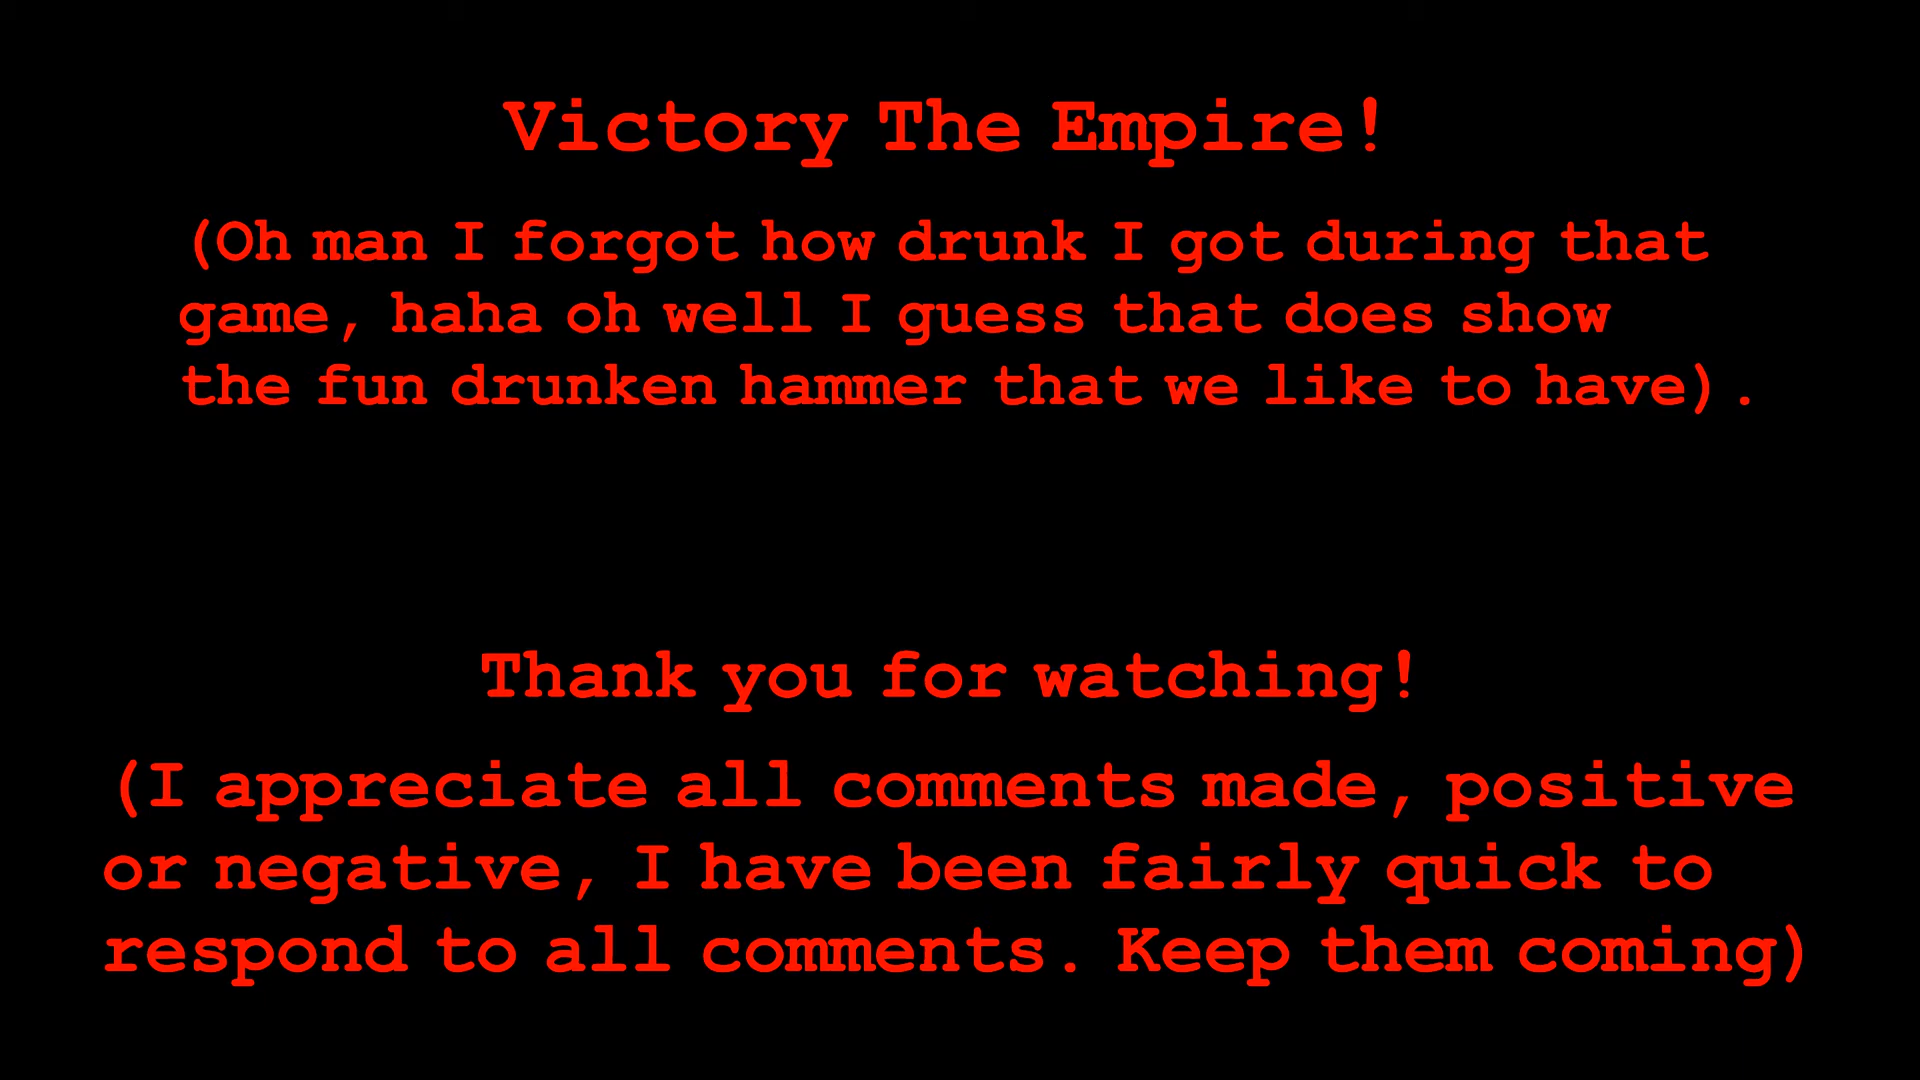 Victory The Empire!
(Oh man I forgot how drunk I got during that
game, haha oh well I guess that does show
the fun drunken hammer that we like to have).
Thank you for watching!
(I appreciate all comments made, positive
or negative, I have been fairly quick to
respond to all comments. Keep them coming)